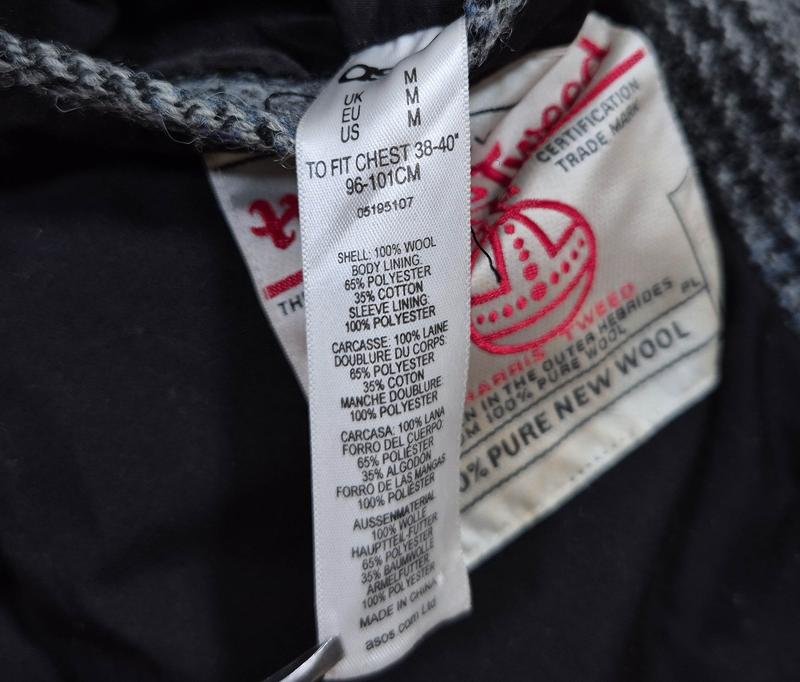 M
UK M
EU M
US
TO FIT CHEST 38-40"
96-101CM
05195107
SHELL: 100% WOOL
BODY LINING:
65% POLYESTER
35% COTTON
SLEEVE LINING:
100% POLYESTER
CARCASSE: 100% LAINE
DOUBLURE DU CORPS:
65% POLYESTER
35% COTON
MANCHE DOUBLURE:
100% POLYESTER
CARCASA: 100% LANA
FORRO DEL CUERPO:
65% POLIÉSTER
35% ALGODÓN
FORRO DE LAS MANGAS
100% POLIÉSTER
AUSSENMATERIAL
100% WOLLE
HAUPTTEIL-FUTTER
65% POLYESTER
35% BAUMWOLLE
ARMELFUTTER
100% POLYESTER
MADE IN CHINA
asos com Ltd
Tweed
CERTIFICATION
TRADE MARK
HARRIS TWEED
N IN THE OUTER HEBRIDES
OM 100% PURE WOOL
0% PURE NEW WOOL